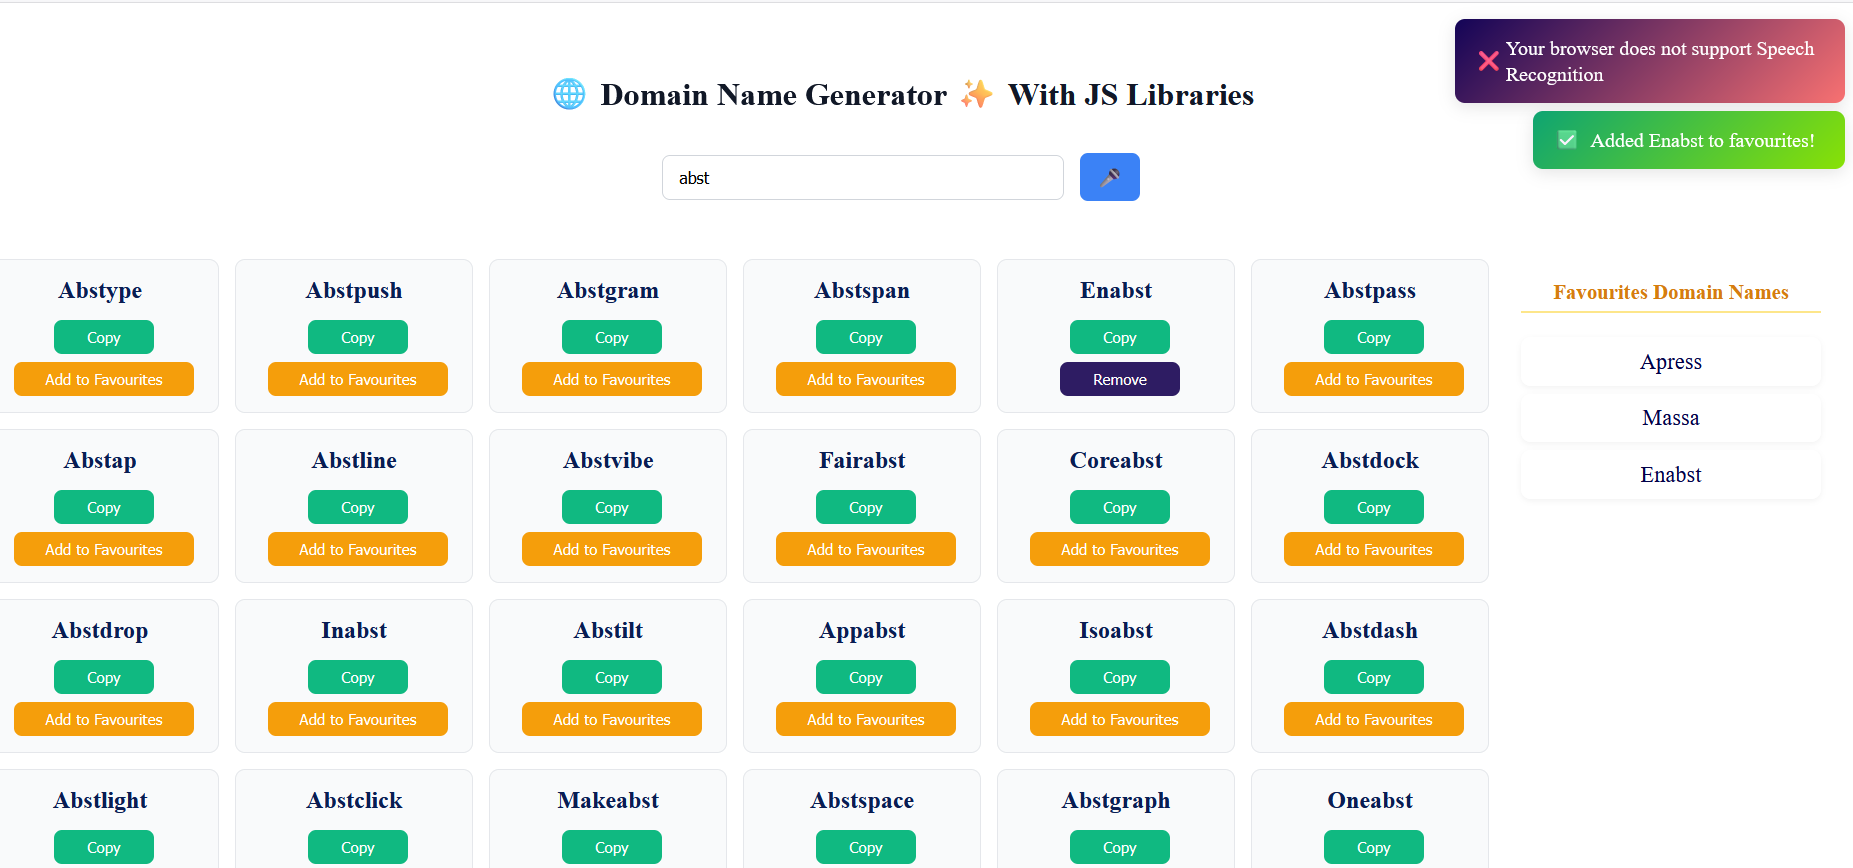 Your browser does not support Speech
Recognition
🌐 Domain Name Generator ✨ With JS Libraries
✅ Added Enabst to favourites!
abst
Abstype
Abstpush
Abstgram
Abstspan
Enabst
Abstpass
Copy
Copy
Copy
Copy
Copy
Copy
Add to Favourites
Add to Favourites
Add to Favourites
Add to Favourites
Remove
Add to Favourites
Abstap
Abstline
Abstvibe
Fairabst
Coreabst
Abstdock
Copy
Copy
Copy
Copy
Copy
Copy
Add to Favourites
Add to Favourites
Add to Favourites
Add to Favourites
Add to Favourites
Add to Favourites
Abstdrop
Inabst
Abstilt
Appabst
Isoabst
Abstdash
Copy
Copy
Copy
Copy
Copy
Copy
Add to Favourites
Add to Favourites
Add to Favourites
Add to Favourites
Add to Favourites
Add to Favourites
Abstlight
Abstclick
Makeabst
Abstspace
Abstgraph
Oneabst
Copy
Copy
Copy
Copy
Copy
Copy
Favourites Domain Names
Apress
Massa
Enabst